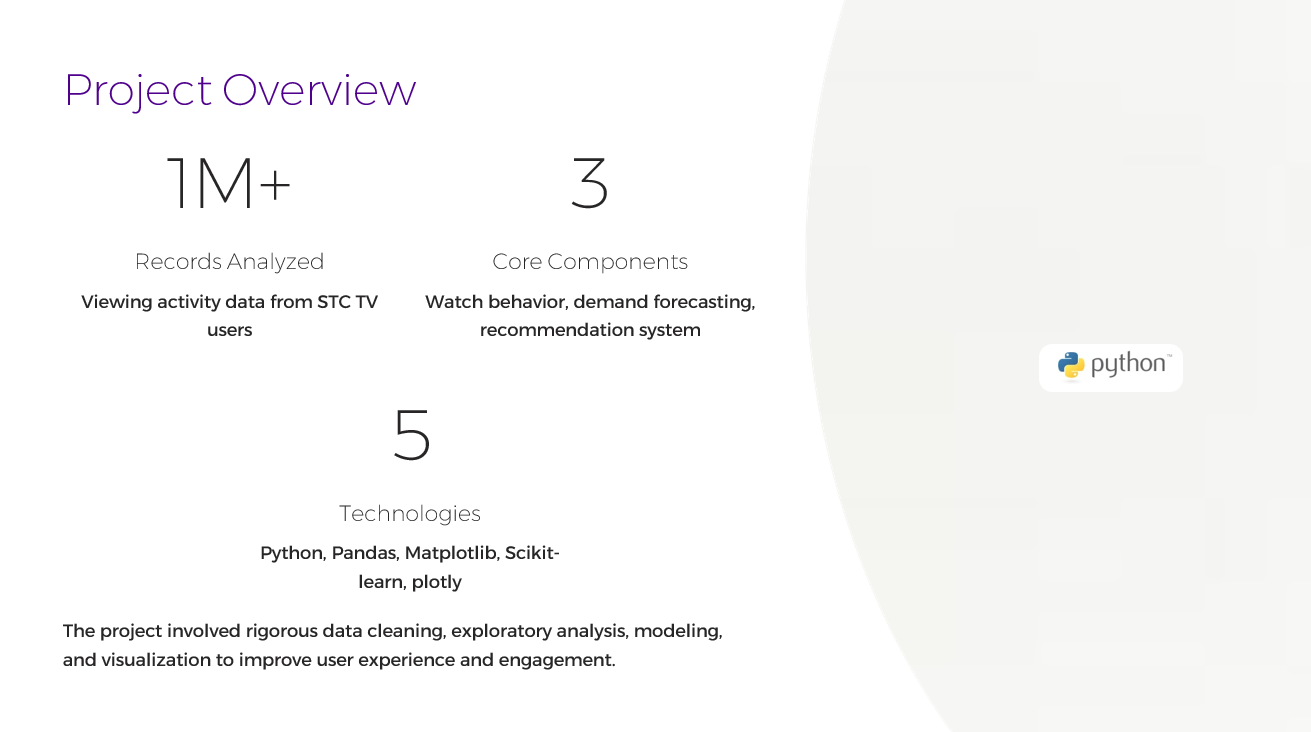 Project Overview
1M+
Records Analyzed
Viewing activity data from STC TV
users
3
Core Components
Watch behavior, demand forecasting,
recommendation system
5
Technologies
Python, Pandas, Matplotlib, Scikit-
learn, plotly
The project involved rigorous data cleaning, exploratory analysis, modeling,
and visualization to improve user experience and engagement.
python™